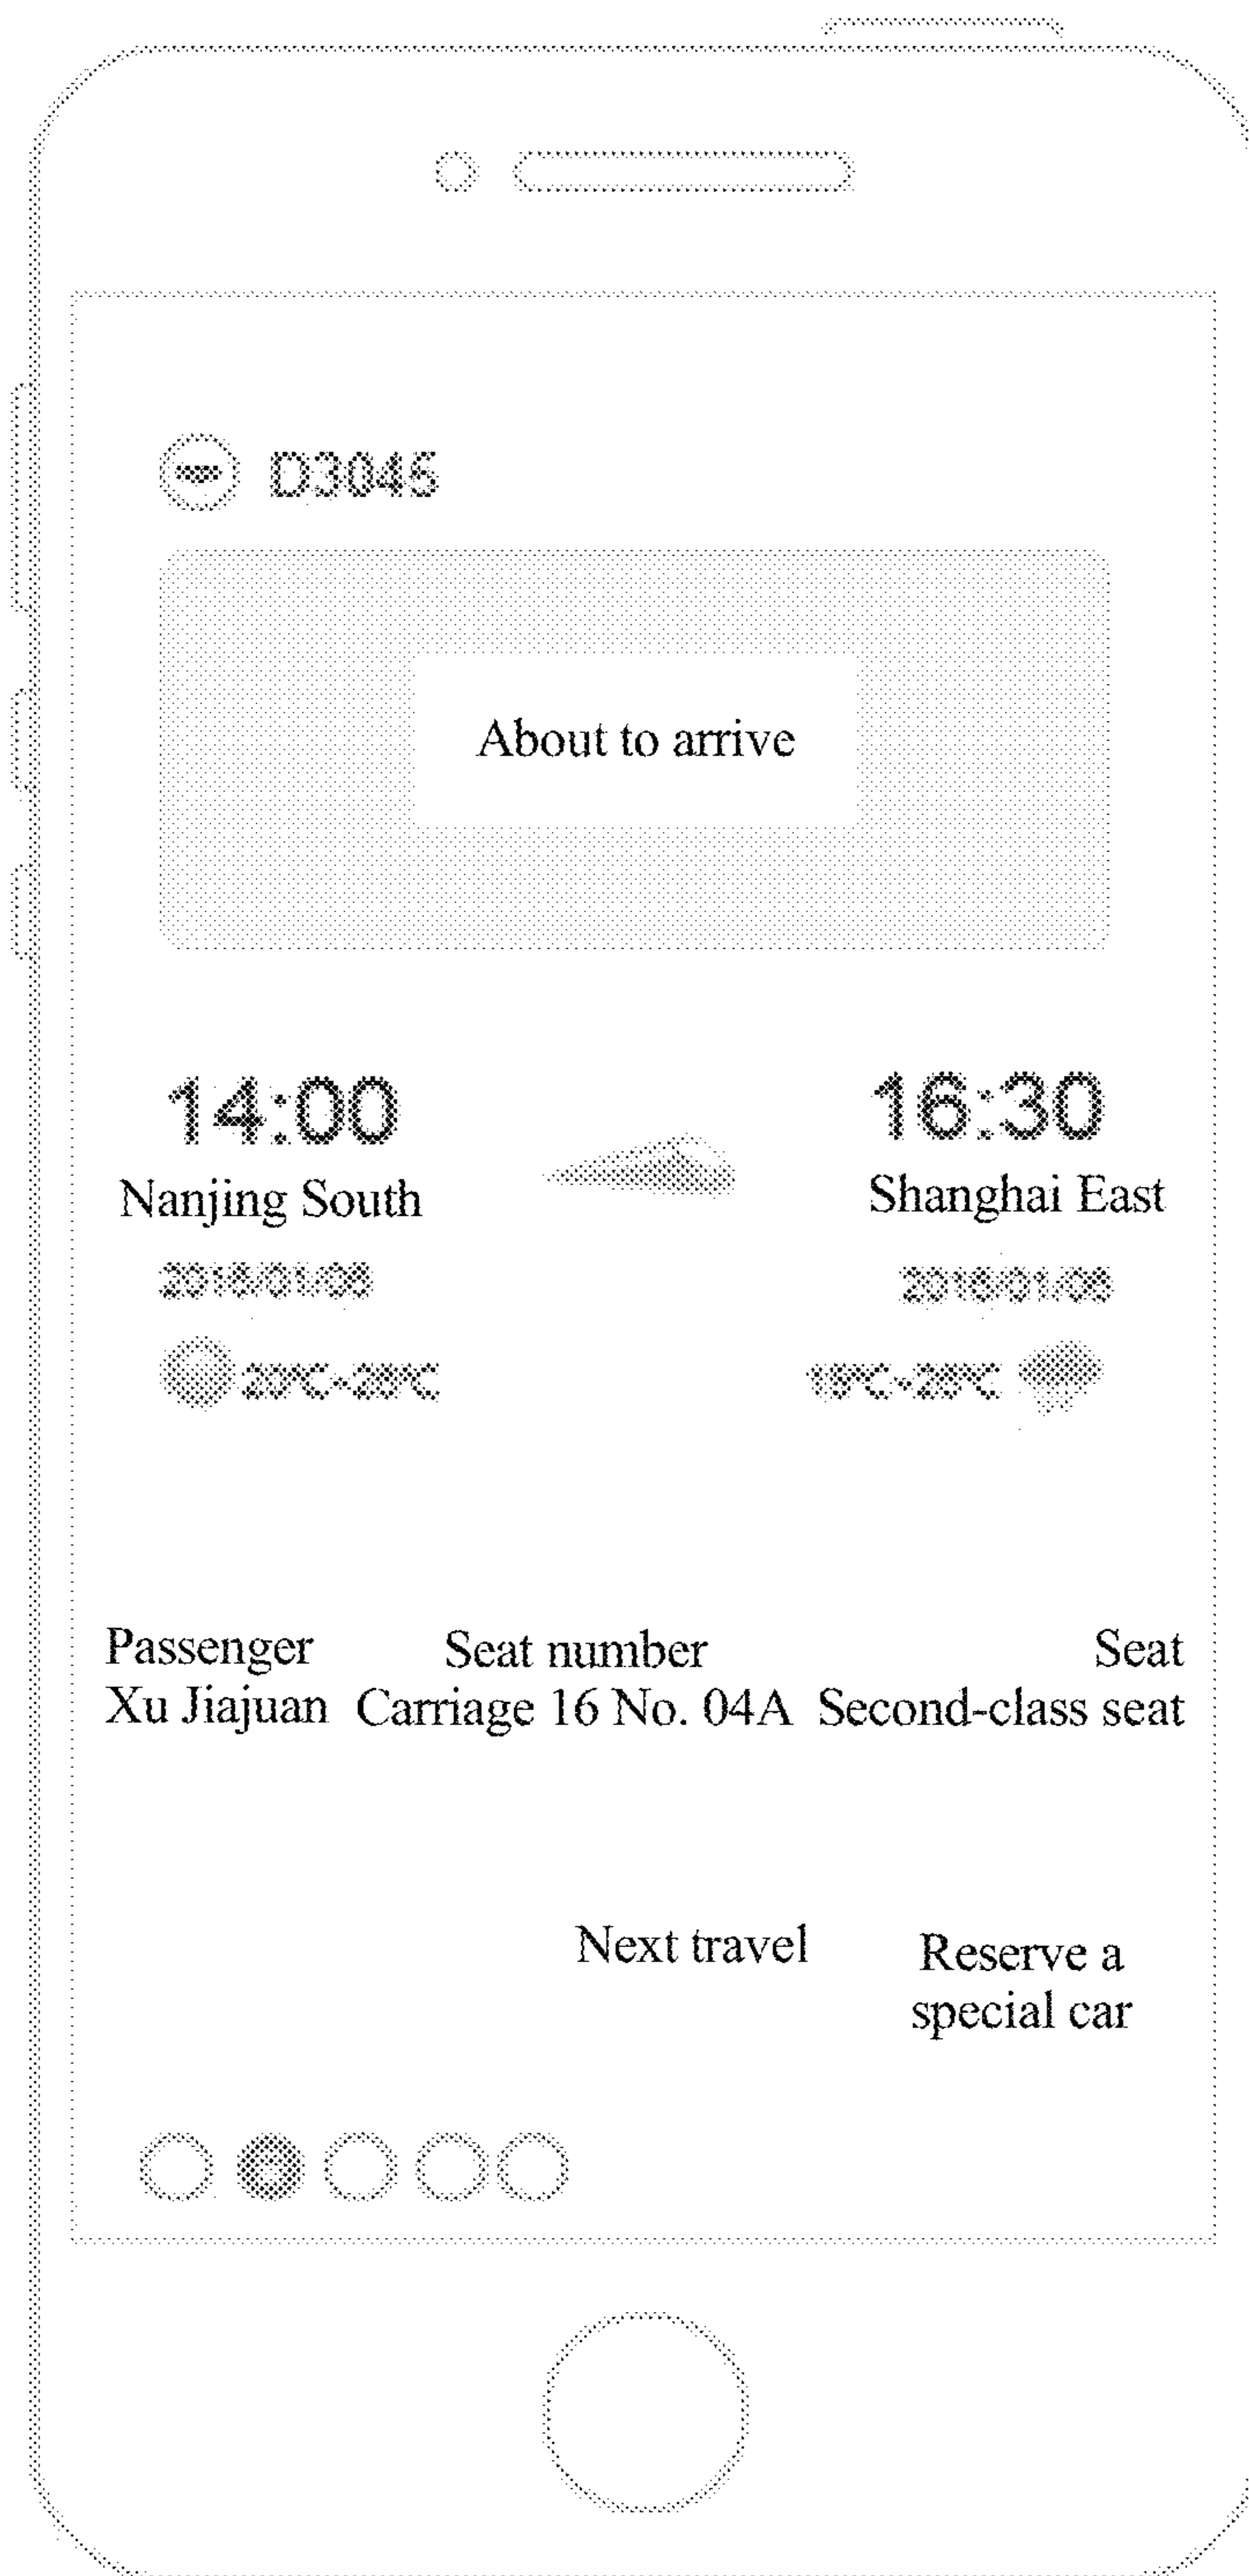 D3045
About to arrive
14:00
16:30
Nanjing South
Shanghai East
Passenger
Seat number
Seat
Xu Jiajuan
Carriage 16 No. 04A
Second-class seat
Next travel
Reserve a
special car